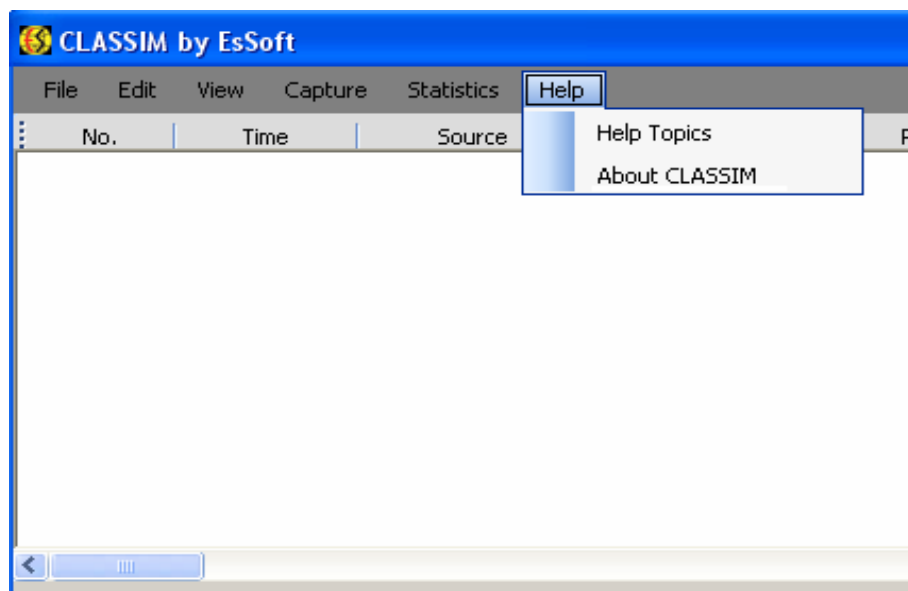 CLASSIM by EsSoft
File Edit View Capture Statistics Help
No. Time Source
Help Topics
About CLASSIM